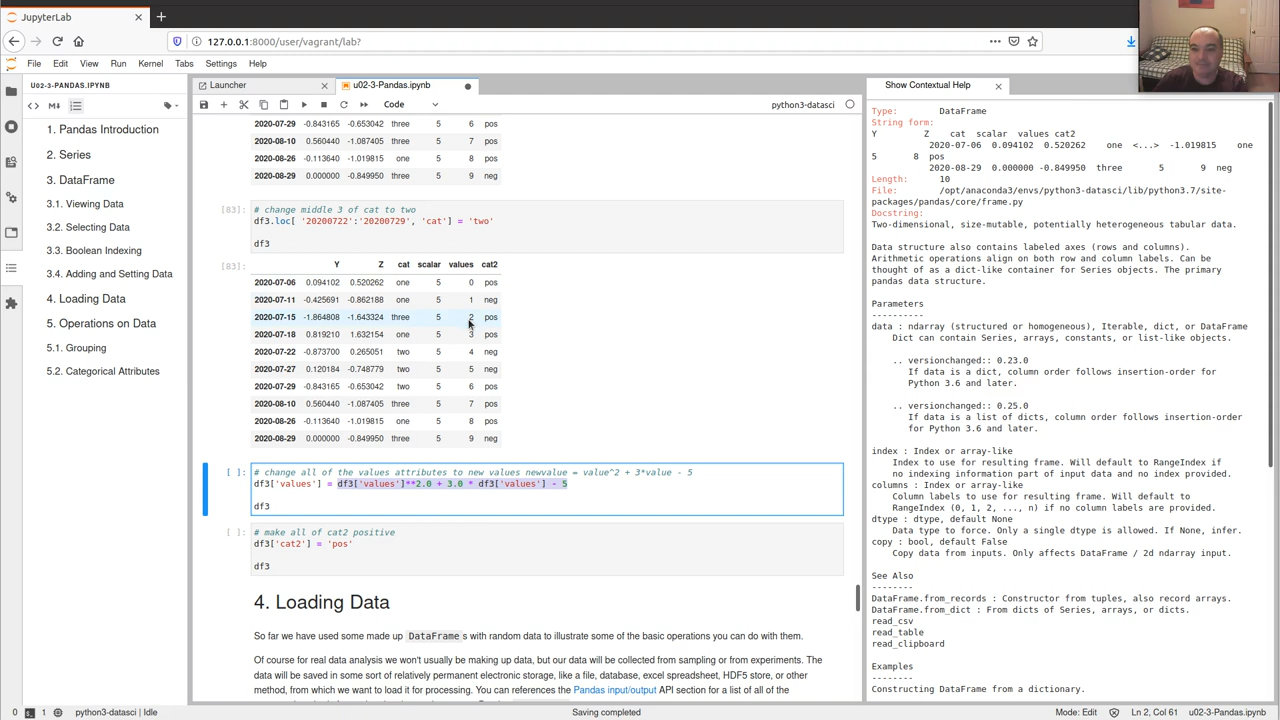 JupyterLab
127.0.0.1:8000/user/vagrant/lab?
File Edit View Run Kernel Tabs Settings Help
U02-3-PANDAS.IPYNB
1. Pandas Introduction
2. Series
3. DataFrame
3.1. Viewing Data
3.2. Selecting Data
3.3. Boolean Indexing
3.4. Adding and Setting Data
4. Loading Data
5. Operations on Data
5.1. Grouping
5.2. Categorical Attributes
Launcher
u02-3-Pandas.ipynb
Code
python3-datasci
2020-07-29 -0.843165 -0.653042 three 5 6 pos
2020-08-10 0.560440 -1.087405 three 5 7 pos
2020-08-26 -0.113640 -1.019815 one 5 8 pos
2020-08-29 0.000000 -0.849950 three 5 9 neg
[83]: # change middle 3 of cat to two
df3.loc[ '20200722':'20200729', 'cat'] = 'two'
df3
[83]: Y Z cat scalar values cat2
2020-07-06 0.094102 0.520262 one 5 0 pos
2020-07-11 -0.425691 -0.862188 one 5 1 neg
2020-07-15 -1.864808 -1.643324 three 5 2 pos
2020-07-18 0.819210 1.632154 one 5 3 pos
2020-07-22 -0.873700 0.265051 two 5 4 neg
2020-07-27 0.120184 -0.748779 two 5 5 neg
2020-07-29 -0.843165 -0.653042 two 5 6 pos
2020-08-10 0.560440 -1.087405 three 5 7 pos
2020-08-26 -0.113640 -1.019815 one 5 8 pos
2020-08-29 0.000000 -0.849950 three 5 9 neg
[ ]: # change all of the values attributes to new values newvalue = value^2 + 3*value - 5
df3['values'] = df3['values']**2.0 + 3.0 * df3['values'] - 5
df3
[ ]: # make all of cat2 positive
df3['cat2'] = 'pos'
df3
4. Loading Data
So far we have used some made up DataFrame s with random data to illustrate some of the basic operations you can do with them.
Of course for real data analysis we won't usually be making up data, but our data will be collected from sampling or from experiments. The
data will be saved in some sort of relatively permanent electronic storage, like a file, database, excel spreadsheet, HDF5 store, or other
method, from which we want to load it for processing. You can references the Pandas input/output API section for a list of all of the
Show Contextual Help
Type: DataFrame
String form:
Y Z cat scalar values cat2
2020-07-06 0.094102 0.520262 one <...> -1.019815 one
5 8 pos
2020-08-29 0.000000 -0.849950 three 5 9 neg
Length: 10
File: /opt/anaconda3/envs/python3-datasci/lib/python3.7/site-
packages/pandas/core/frame.py
Docstring:
Two-dimensional, size-mutable, potentially heterogeneous tabular data.
Data structure also contains labeled axes (rows and columns).
Arithmetic operations align on both row and column labels. Can be
thought of as a dict-like container for Series objects. The primary
pandas data structure.
Parameters
----------
data : ndarray (structured or homogeneous), Iterable, dict, or DataFrame
Dict can contain Series, arrays, constants, or list-like objects.
.. versionchanged:: 0.23.0
If data is a dict, column order follows insertion-order for
Python 3.6 and later.
.. versionchanged:: 0.25.0
If data is a list of dicts, column order follows insertion-order
for Python 3.6 and later.
index : Index or array-like
Index to use for resulting frame. Will default to RangeIndex if
no indexing information part of input data and no index provided.
columns : Index or array-like
Column labels to use for resulting frame. Will default to
RangeIndex (0, 1, 2, ..., n) if no column labels are provided.
dtype : dtype, default None
Data type to force. Only a single dtype is allowed. If None, infer.
copy : bool, default False
Copy data from inputs. Only affects DataFrame / 2d ndarray input.
See Also
--------
DataFrame.from_records : Constructor from tuples, also record arrays.
DataFrame.from_dict : From dicts of Series, arrays, or dicts.
read_csv
read_table
read_clipboard
Examples
--------
Constructing DataFrame from a dictionary.
0 1 python3-datasci | Idle
Saving completed
Mode: Edit Ln 2, Col 61 u02-3-Pandas.ipynb